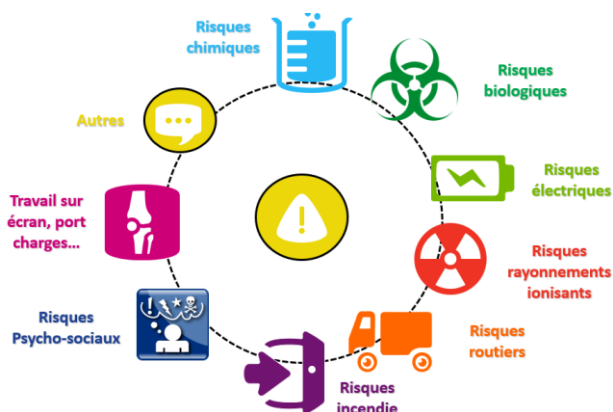 Risques
chimiques
Risques
biologiques
Risques
électriques
Risques
rayonnements
ionisants
Risques
routiers
Risques
incendie
Risques
Psycho-sociaux
Travail sur
écran, port
charges...
Autres